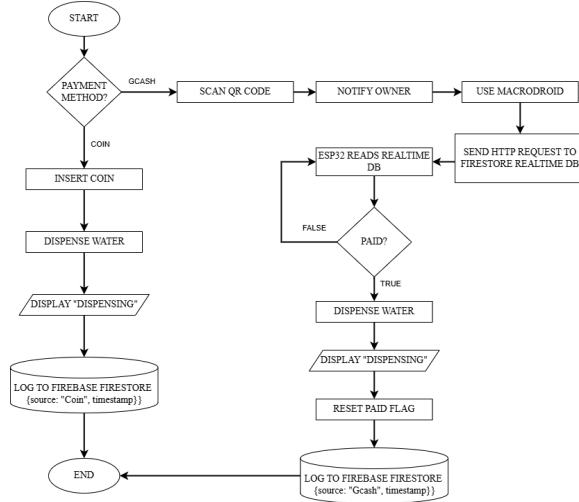 START
PAYMENT
METHOD?
GCASH
SCAN QR CODE
NOTIFY OWNER
USE MACRODROID
SEND HTTP REQUEST TO
FIRESTORE REALTIME DB
ESP32 READS REALTIME
DB
FALSE
PAID?
TRUE
DISPENSE WATER
DISPLAY "DISPENSING"
RESET PAID FLAG
LOG TO FIREBASE FIRESTORE
{source: "Gcash", timestamp}}
COIN
INSERT COIN
DISPENSE WATER
DISPLAY "DISPENSING"
LOG TO FIREBASE FIRESTORE
{source: "Coin", timestamp}}
END